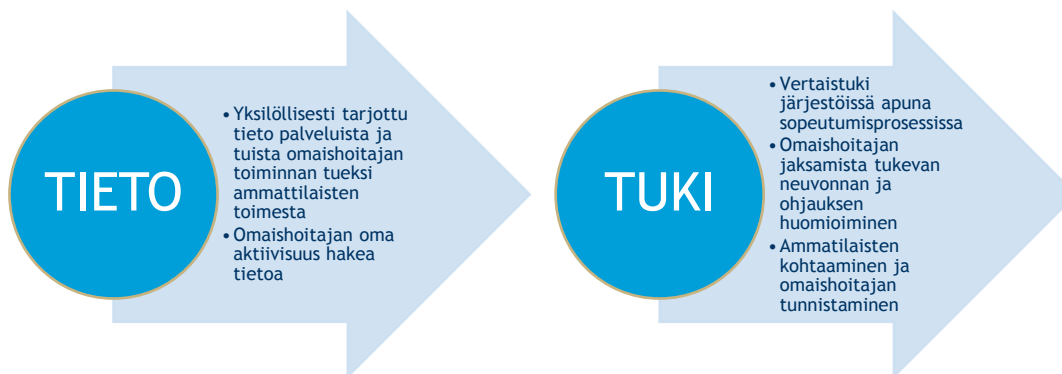 TIETO
• Yksilöllisesti tarjottu
tieto palveluista ja
tuista omaishoitajan
toiminnan tueksi
ammattilaisten
toimesta
• Omaishoitajan oma
aktiivisuus hakea
tietoa
TUKI
• Vertaistuki
järjestöissä apuna
sopeutumisprosessissa
• Omaishoitajan
jaksamista tukevan
neuvonnan ja
ohjauksen
huomioiminen
• Ammatilaisten
kohtaaminen ja
omaishoitajan
tunnistaminen